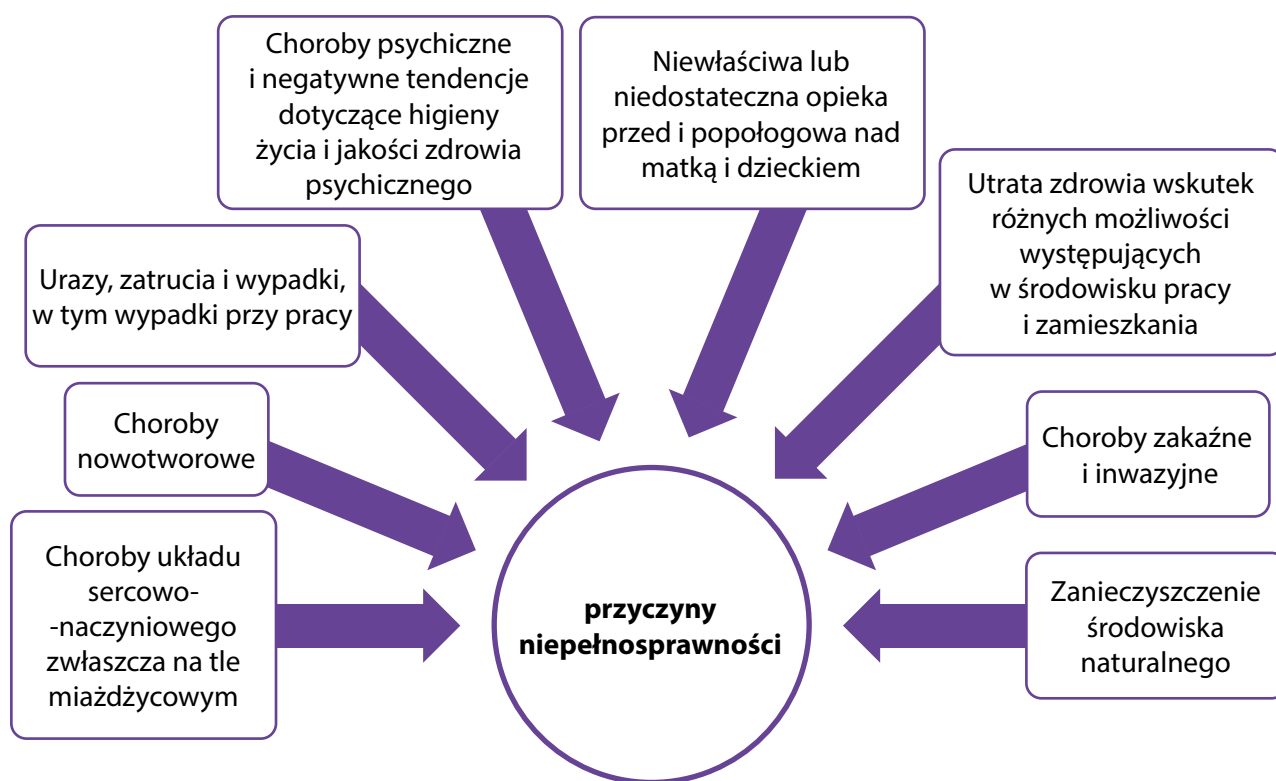 Choroby psychiczne
i negatywne tendencje
dotyczące higieny
życia i jakości zdrowia
psychicznego
Niewłaściwa lub
niedostateczna opieka
przed i popołogowa nad
matką i dzieckiem
Utrata zdrowia wskutek
różnych możliwości
występujących
w środowisku pracy
i zamieszkania
Urazy, zatrucia i wypadki,
w tym wypadki przy pracy
Choroby
nowotworowe
Choroby zakaźne
i inwazyjne
Choroby układu
sercowo-
-naczyniowego
zwłaszcza na tle
miażdżycowym
przyczyny
niepełnosprawności
Zanieczyszczenie
środowiska
naturalnego